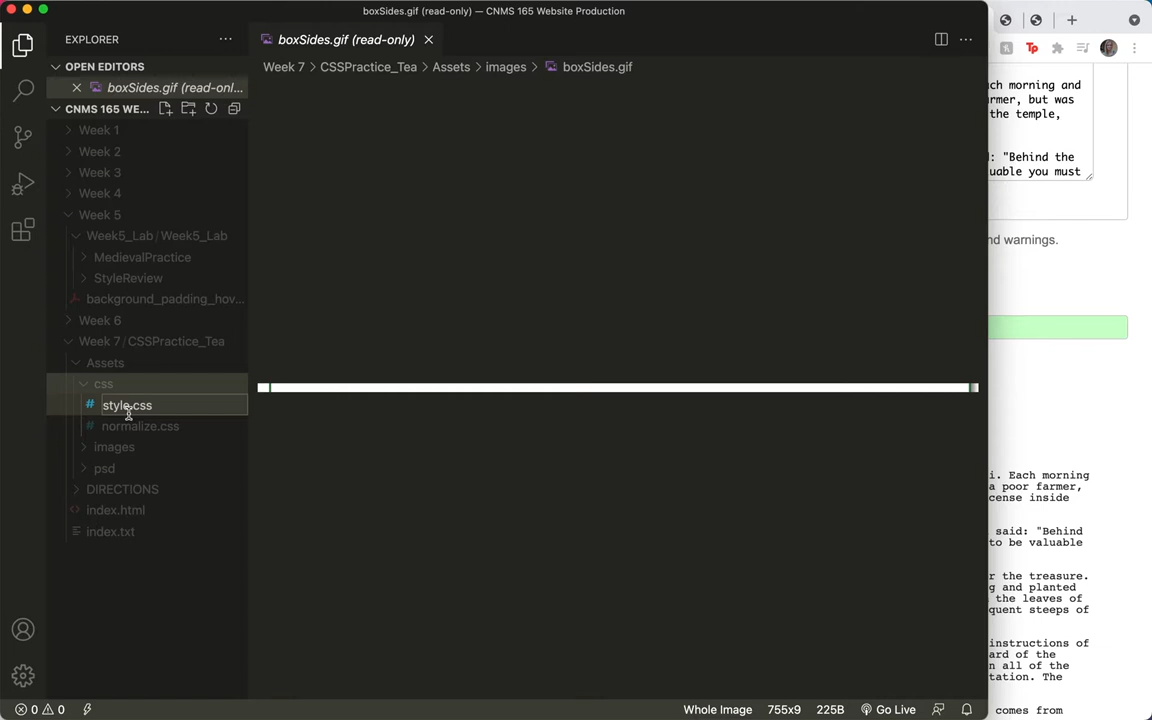 boxSides.gif (read-only) — CNMS 165 Website Production
EXPLORER
boxSides.gif (read-only)
OPEN EDITORS
boxSides.gif (read-onl...
Week 7 > CSSPractice_Tea > Assets > images > boxSides.gif
CNMS 165 WE...
Week 1
Week 2
Week 3
Week 4
Week 5
Week5_Lab / Week5_Lab
MedievalPractice
StyleReview
background_padding_hov...
Week 6
Week 7 / CSSPractice_Tea
Assets
css
style.css
normalize.css
images
psd
DIRECTIONS
index.html
index.txt
0 0
Whole Image 755x9 225B Go Live
Tp
ch morning and
rmer, but was
the temple,
d: "Behind the
uable you must
nd warnings.
i. Each morning
a poor farmer,
cense inside
said: "Behind
to be valuable
r the treasure.
g and planted
the leaves of
quent steeps of
instructions of
ard of the
n all of the
tation. The
comes from